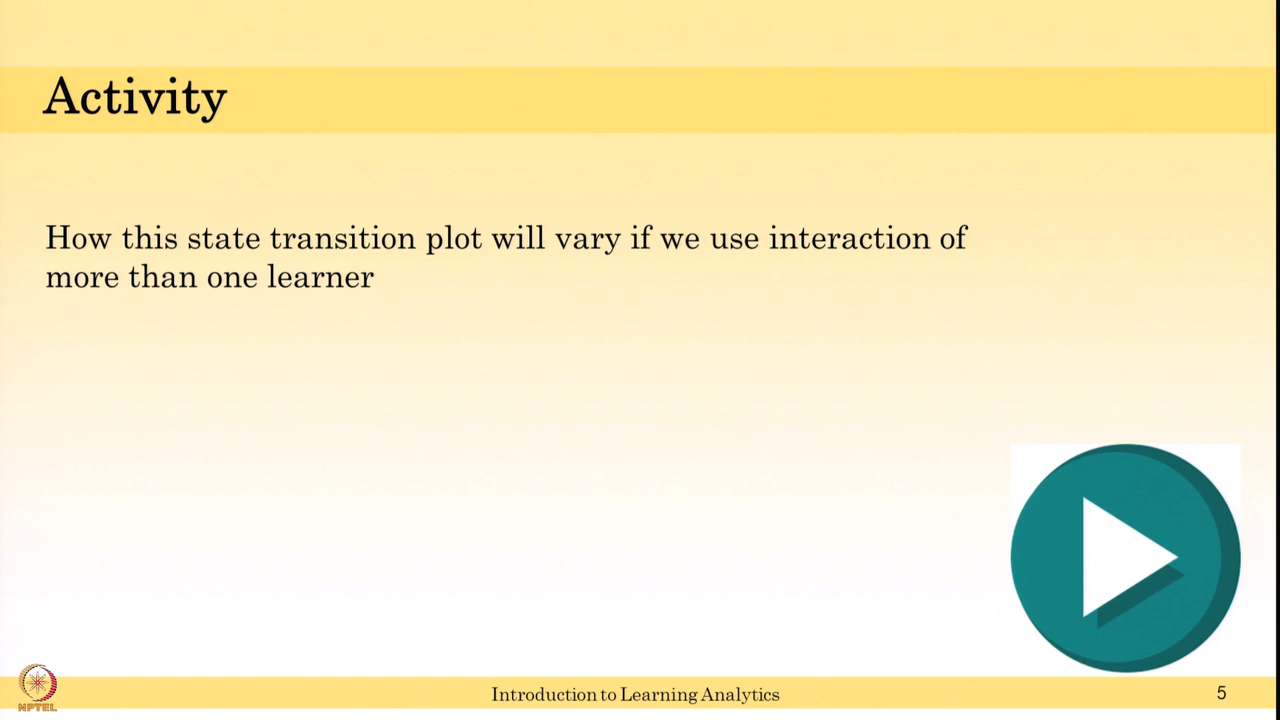 Activity
How this state transition plot will vary if we use interaction of
more than one learner
NPTEL
Introduction to Learning Analytics
5